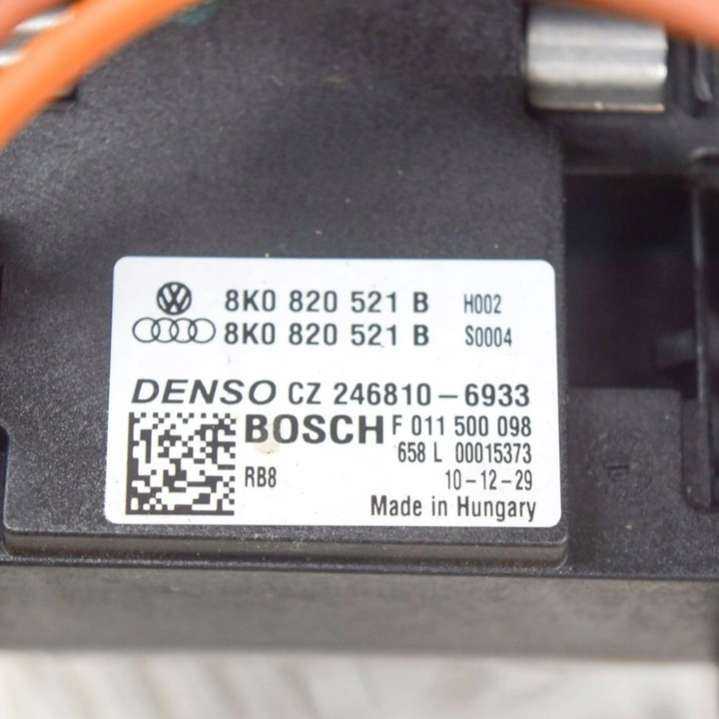 8K0 820 521 B H002
8K0 820 521 B S0004
DENSO CZ 246810-6933
BOSCH F 011 500 098
658 L 00015373
RB8 10-12-29
Made in Hungary